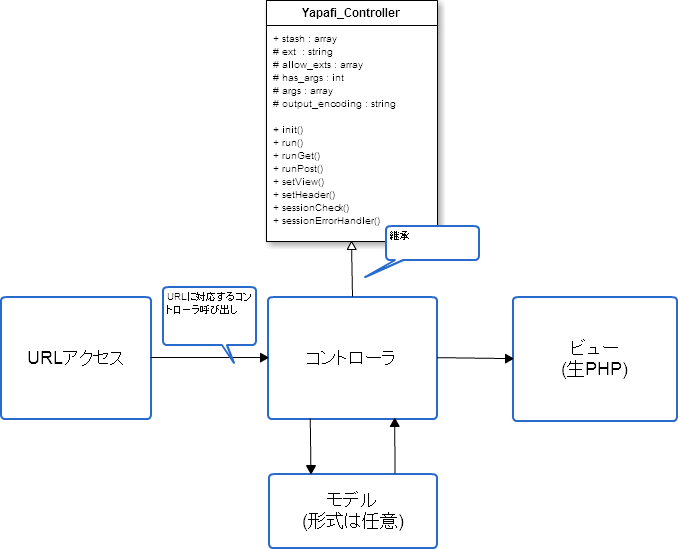 Yapafi_Controller
+ stash : array
# ext : string
# allow_exts : array
# has_args : int
# args : array
# output_encoding : string
+ init()
+ run()
+ runGet()
+ runPost()
+ setView()
+ setHeader()
+ sessionCheck()
+ sessionErrorHandler()
継承
URLに対応するコン
トローラ呼び出し
URLアクセス
コントローラ
ビュー
(生PHP)
モデル
(形式は任意)